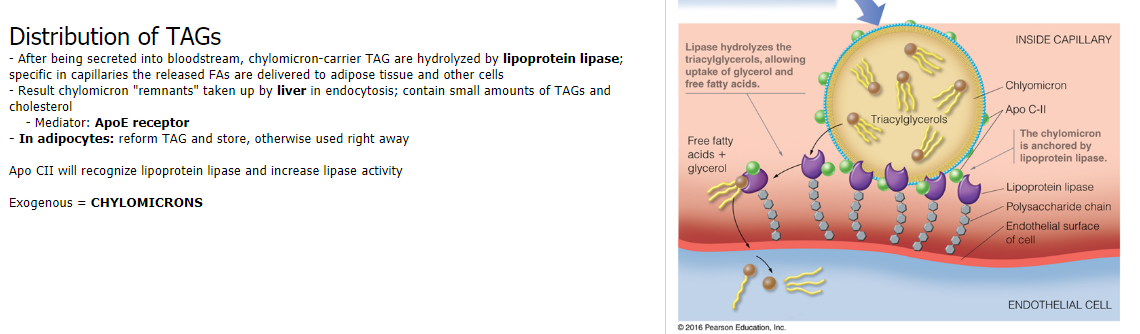 Distribution of TAGs
- After being secreted into bloodstream, chylomicron-carrier TAG are hydrolyzed by lipoprotein lipase;
specific in capillaries the released FAs are delivered to adipose tissue and other cells
- Result chylomicron "remnants" taken up by liver in endocytosis; contain small amounts of TAGs and
cholesterol
- Mediator: ApoE receptor
- In adipocytes: reform TAG and store, otherwise used right away
Apo CII will recognize lipoprotein lipase and increase lipase activity
Exogenous = CHYLOMICRONS
INSIDE CAPILLARY
Lipase hydrolyzes the
triacylglycerols, allowing
uptake of glycerol and
free fatty acids.
Chlyomicron
Apo C-II
Triacylglycerols
The chylomicron
is anchored by
lipoprotein lipase.
Free fatty
acids +
glycerol
Lipoprotein lipase
Polysaccharide chain
Endothelial surface
of cell
ENDOTHELIAL CELL
© 2016 Pearson Education, Inc.